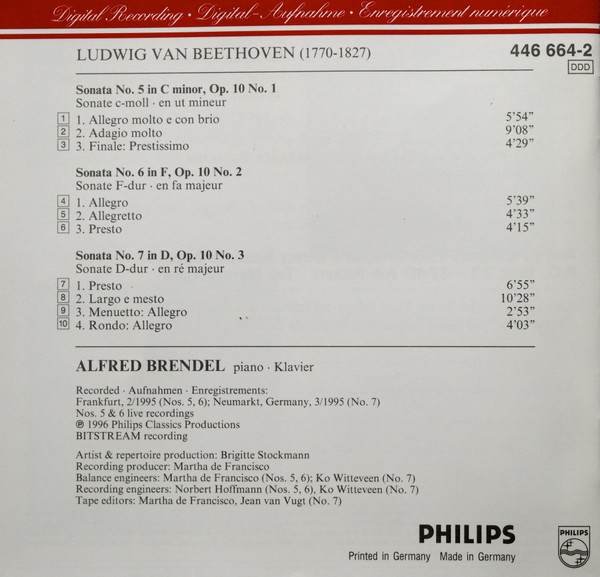 Digital Recording · Digital-Aufnahme · Enregistrement numérique
LUDWIG VAN BEETHOVEN (1770-1827) 446 664-2
DDD
Sonata No. 5 in C minor, Op. 10 No. 1
Sonate c-moll · en ut mineur
1 1. Allegro molto e con brio 5'54"
2 2. Adagio molto 9'08"
3 3. Finale: Prestissimo 4'29"
Sonata No. 6 in F, Op. 10 No. 2
Sonate F-dur · en fa majeur
4 1. Allegro 5'39"
5 2. Allegretto 4'33"
6 3. Presto 4'15"
Sonata No. 7 in D, Op. 10 No. 3
Sonate D-dur · en ré majeur
7 1. Presto 6'55"
8 2. Largo e mesto 10'28"
9 3. Menuetto: Allegro 2'53"
10 4. Rondo: Allegro 4'03"
ALFRED BRENDEL piano · Klavier
Recorded · Aufnahmen · Enregistrements:
Frankfurt, 2/1995 (Nos. 5, 6); Neumarkt, Germany, 3/1995 (No. 7)
Nos. 5 & 6 live recordings
℗ 1996 Philips Classics Productions
BITSTREAM recording
Artist & repertoire production: Brigitte Stockmann
Recording producer: Martha de Francisco
Balance engineers: Martha de Francisco (Nos. 5, 6); Ko Witteveen (No. 7)
Recording engineers: Norbert Hoffmann (Nos. 5, 6), Ko Witteveen (No. 7)
Tape editors: Martha de Francisco, Jean van Vugt (No. 7)
PHILIPS
PHILIPS
Printed in Germany Made in Germany